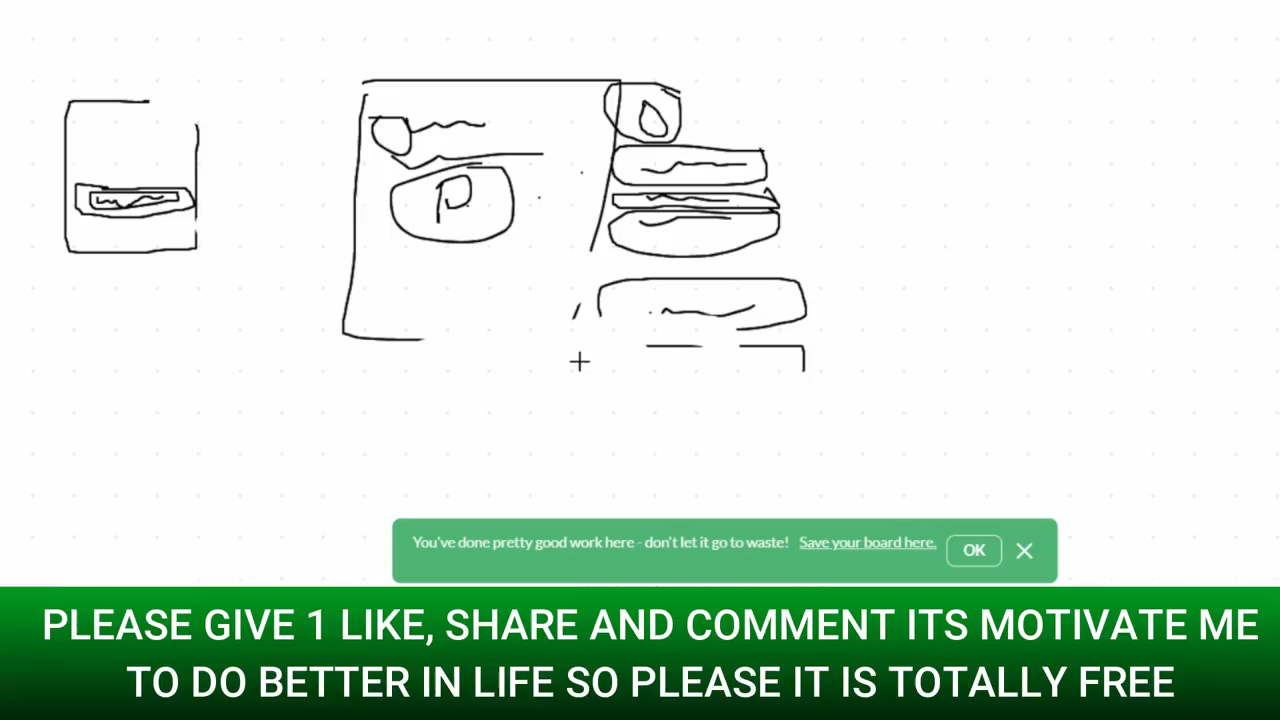 P
You've done pretty good work here - don't let it go to waste! Save your board here. OK
PLEASE GIVE 1 LIKE, SHARE AND COMMENT ITS MOTIVATE ME
TO DO BETTER IN LIFE SO PLEASE IT IS TOTALLY FREE